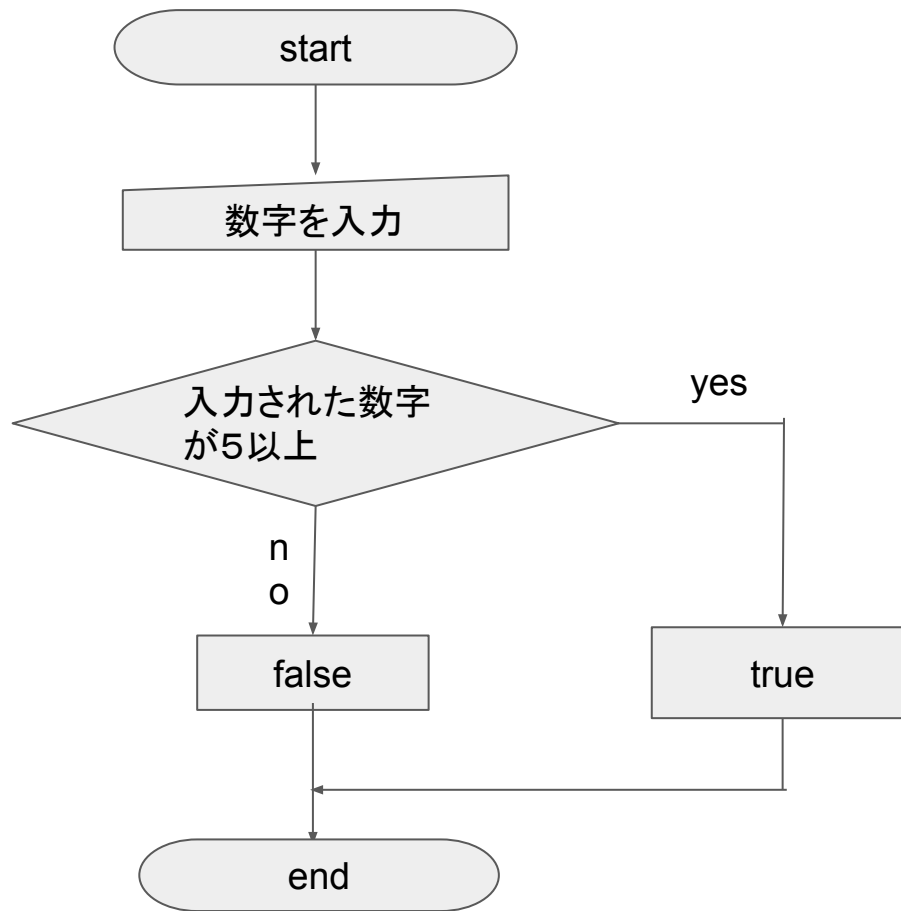 start
数字を入力
入力された数字
が５以上
yes
n
o
false
true
end